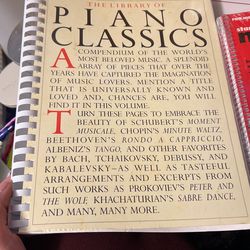 THE LIBRARY OF
PIANO
CLASSICS
A COMPENDIUM OF THE WORLD'S
MOST BELOVED MUSIC. A SPLENDID
ARRAY OF PIECES THAT OVER THE
YEARS HAVE CAPTURED THE IMAGINATION
OF MUSIC LOVERS. MENTION A TITLE
THAT IS UNIVERSALLY KNOWN AND
LOVED AND, CHANCES ARE, YOU WILL
FIND IT IN THIS VOLUME.
TURN THESE PAGES TO EMBRACE THE
BEAUTY OF SCHUBERT'S MOMENT
MUSICALE, CHOPIN'S MINUTE WALTZ,
BEETHOVEN'S RONDO A CAPRICCIO,
ALBENIZ'S TANGO, AND OTHER FAVORITES
BY BACH, TCHAIKOVSKY, DEBUSSY, AND
KABALEVSKY—AS WELL AS TASTEFUL
ARRANGEMENTS AND EXCERPTS FROM
SUCH WORKS AS PROKOFIEV'S PETER AND
THE WOLF, KHACHATURIAN'S SABRE DANCE,
AND MANY, MANY MORE.